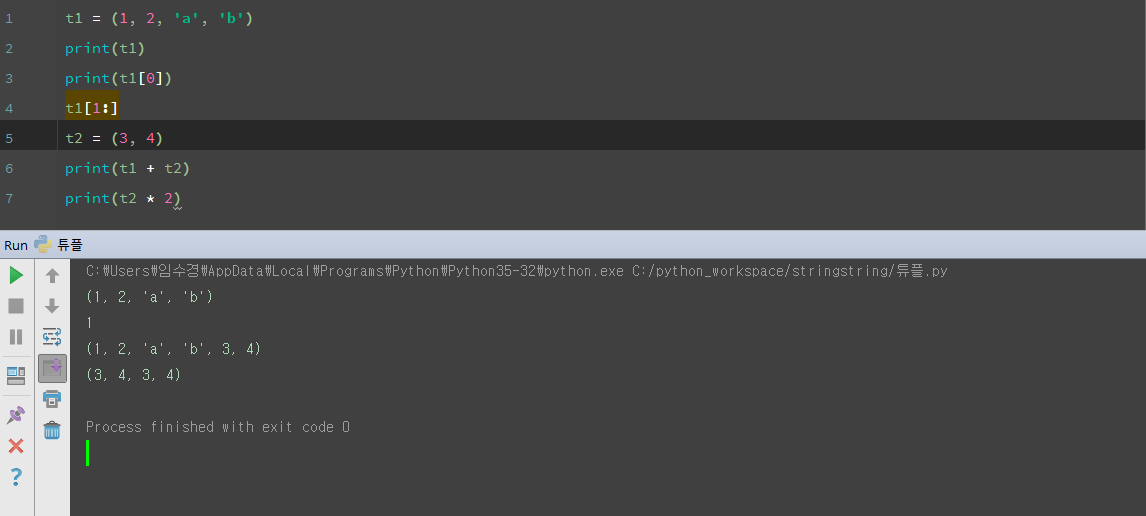 1 t1 = (1, 2, 'a', 'b')
2 print(t1)
3 print(t1[0])
4 t1[1:]
5 t2 = (3, 4)
6 print(t1 + t2)
7 print(t2 * 2)
Run 튜플
C:\Users\임수경\AppData\Local\Programs\Python\Python35-32\python.exe C:/python_workspace/stringstring/튜플.py
(1, 2, 'a', 'b')
1
(1, 2, 'a', 'b', 3, 4)
(3, 4, 3, 4)
Process finished with exit code 0